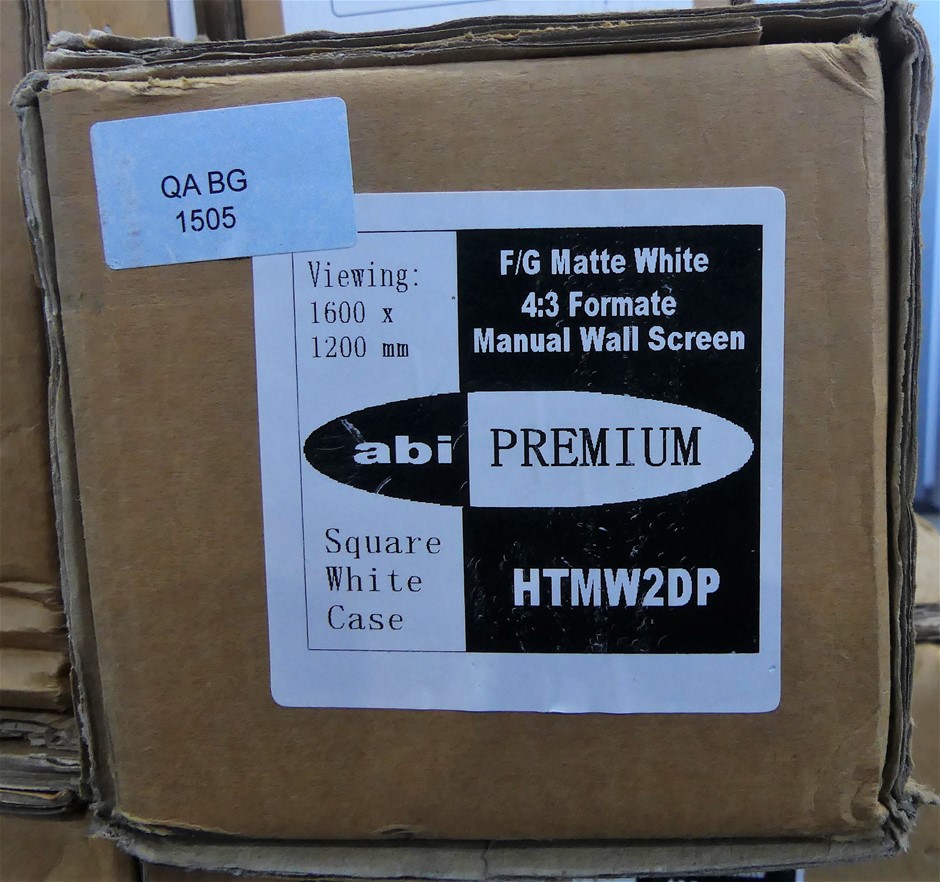 QA BG
1505
Viewing:
1600 x
1200 mm
F/G Matte White
4:3 Formate
Manual Wall Screen
abi PREMIUM
Square
White
Case
HTMW2DP